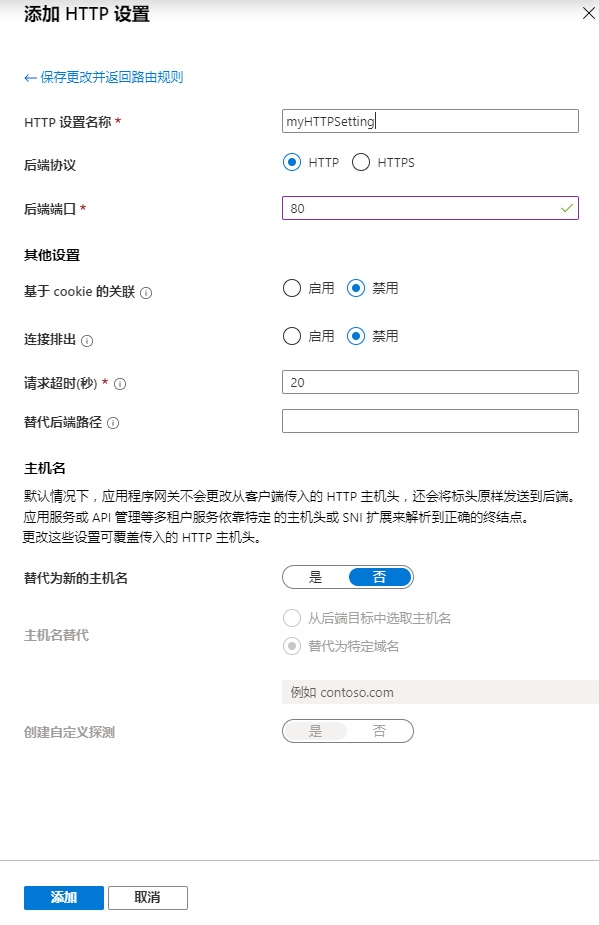 添加 HTTP 设置
← 保存更改并返回路由规则
HTTP 设置名称 * myHTTPSetting
后端协议 HTTP HTTPS
后端端口 * 80
其他设置
基于 cookie 的关联 启用 禁用
连接排出 启用 禁用
请求超时(秒) * 20
替代后端路径
主机名
默认情况下，应用程序网关不会更改从客户端传入的 HTTP 主机头，还会将标头原样发送到后端。
应用服务或 API 管理等多租户服务依靠特定 的主机头或 SNI 扩展来解析到正确的终结点。
更改这些设置可覆盖传入的 HTTP 主机头。
替代为新的主机名 是 否
从后端目标中选取主机名
主机名替代
替代为特定域名
例如 contoso.com
创建自定义探测 是 否
添加 取消